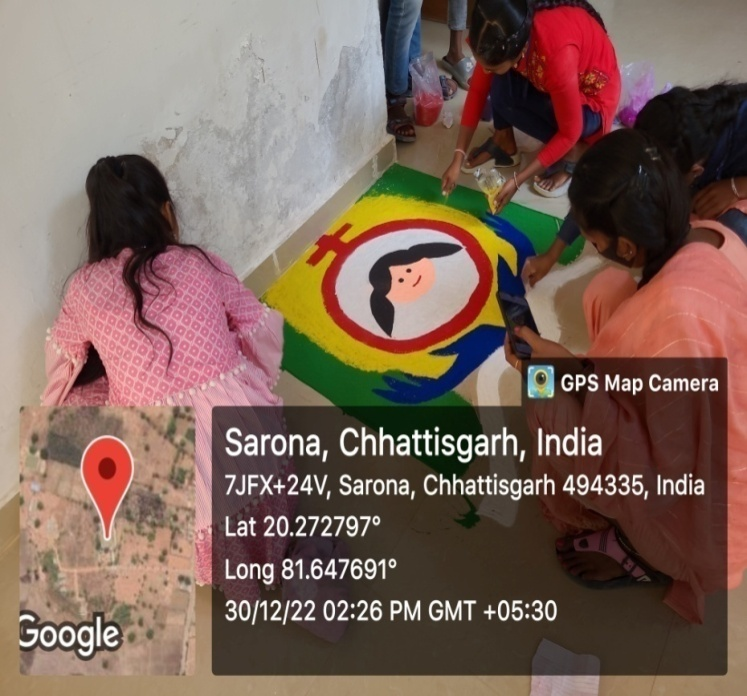 GPS Map Camera
Sarona, Chhattisgarh, India
7JFX+24V, Sarona, Chhattisgarh 494335, India
Lat 20.272797°
Long 81.647691°
30/12/22 02:26 PM GMT +05:30
Google